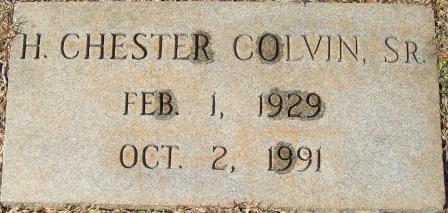 H. CHESTER COLVIN, SR.
FEB. 1, 1929
OCT. 2, 1991